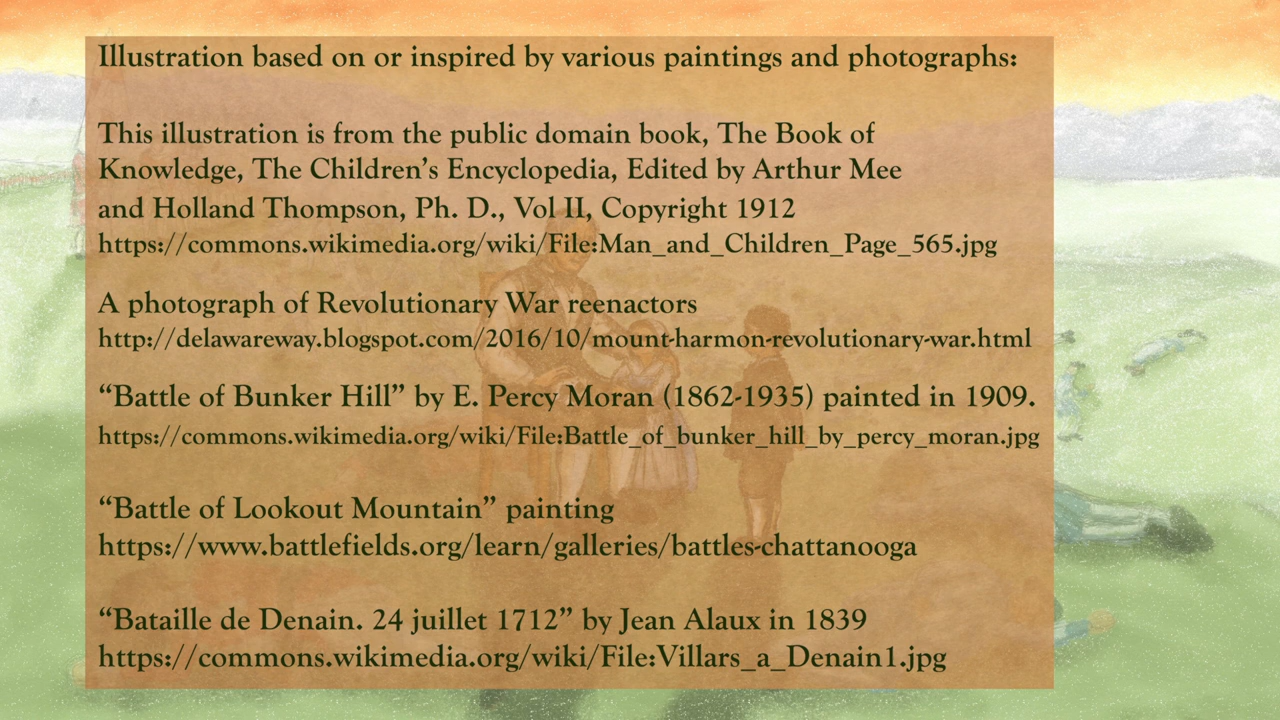 Illustration based on or inspired by various paintings and photographs:
This illustration is from the public domain book, The Book of
Knowledge, The Children’s Encyclopedia, Edited by Arthur Mee
and Holland Thompson, Ph. D., Vol II, Copyright 1912
https://commons.wikimedia.org/wiki/File:Man_and_Children_Page_565.jpg
A photograph of Revolutionary War reenactors
http://delawareway.blogspot.com/2016/10/mount-harmon-revolutionary-war.html
“Battle of Bunker Hill” by E. Percy Moran (1862-1935) painted in 1909.
https://commons.wikimedia.org/wiki/File:Battle_of_bunker_hill_by_percy_moran.jpg
“Battle of Lookout Mountain” painting
https://www.battlefields.org/learn/galleries/battles-chattanooga
“Bataille de Denain. 24 juillet 1712” by Jean Alaux in 1839
https://commons.wikimedia.org/wiki/File:Villars_a_Denain1.jpg